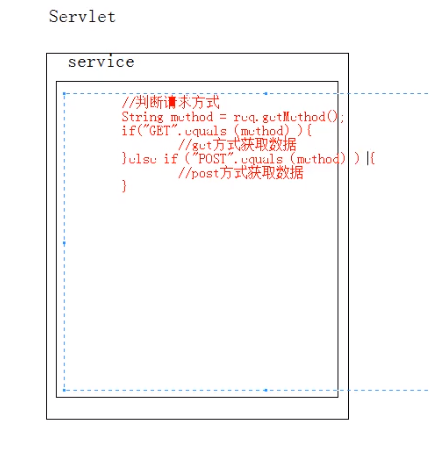 Servlet
service
//判断请求方式
String method = req.getMethod();
if("GET".equals (method) ){
//get方式获取数据
}else if ("POST".equals (method) ) {
//post方式获取数据
}